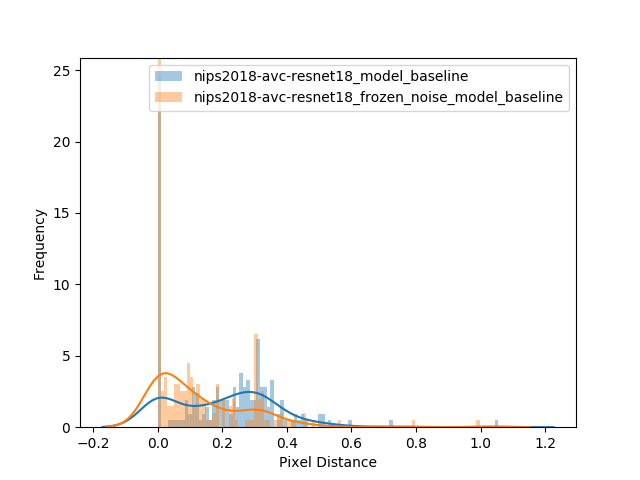 nips2018-avc-resnet18_model_baseline
nips2018-avc-resnet18_frozen_noise_model_baseline
25
20
15
10
5
0
Frequency
−0.2 0.0 0.2 0.4 0.6 0.8 1.0 1.2
Pixel Distance